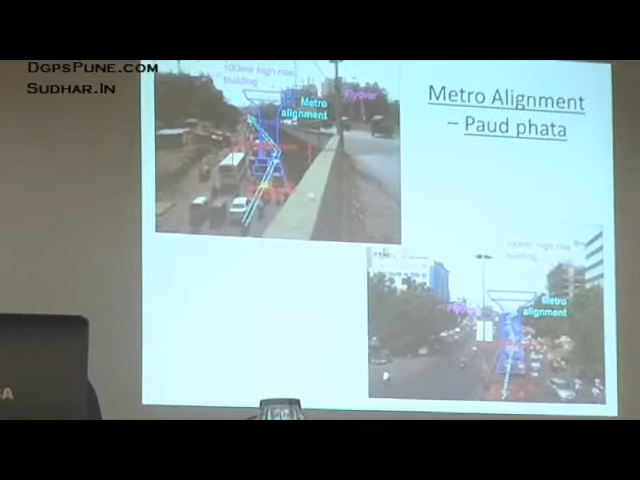 DgpsPune.com
Sudhar.In
100mtr high rise
building
Flyover
Metro
alignment
Metro Alignment
– Paud phata
100mtr high rise
building
Flyover
Metro
alignment